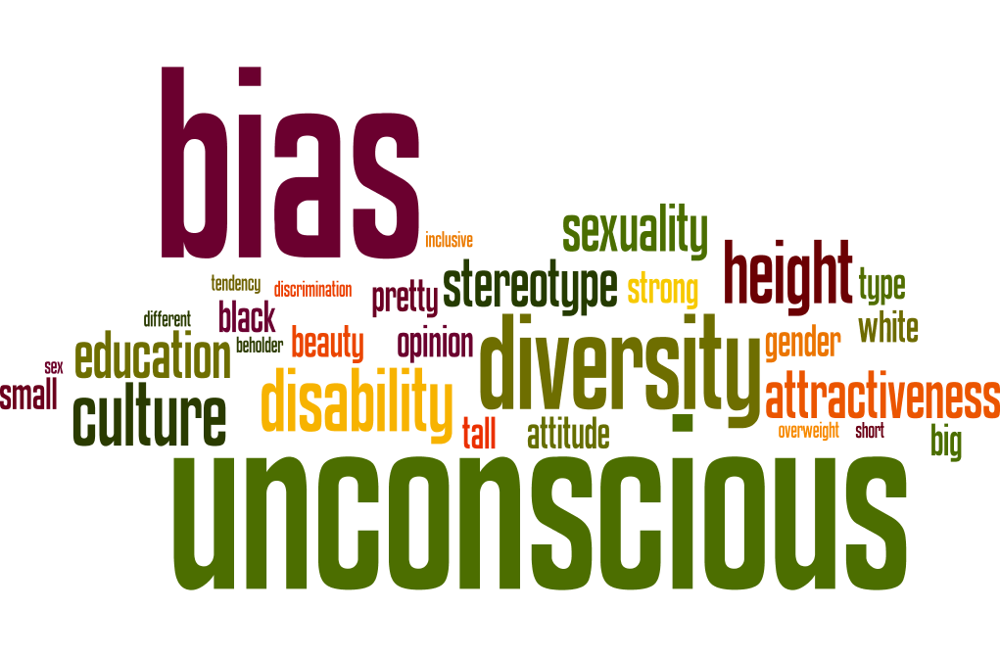 bias
inclusive
sexuality
tendency
discrimination
pretty
stereotype
strong
height
type
different
black
beholder
beauty
opinion
diversity
gender
white
sex
education
small
culture
disability
attractiveness
tall
attitude
overweight
short
big
unconscious